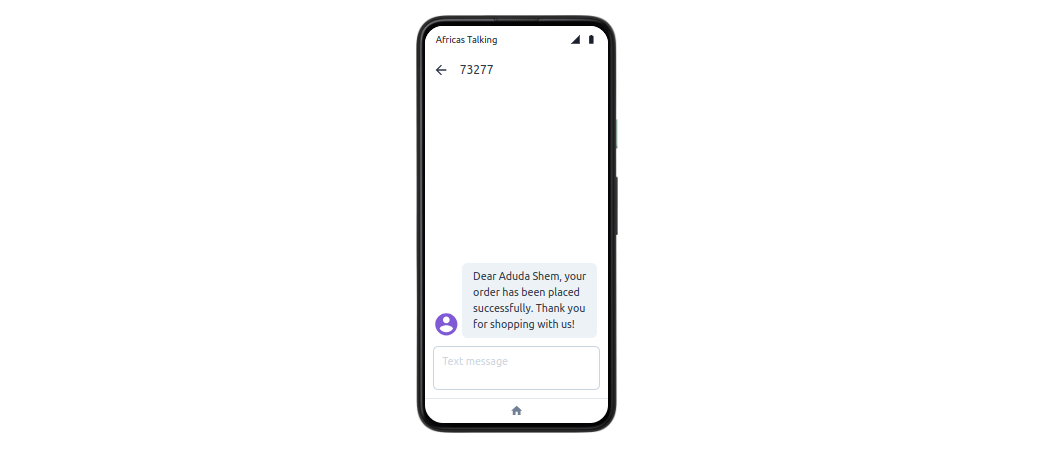 Africas Talking
73277
Dear Aduda Shem, your
order has been placed
successfully. Thank you
for shopping with us!
Text message